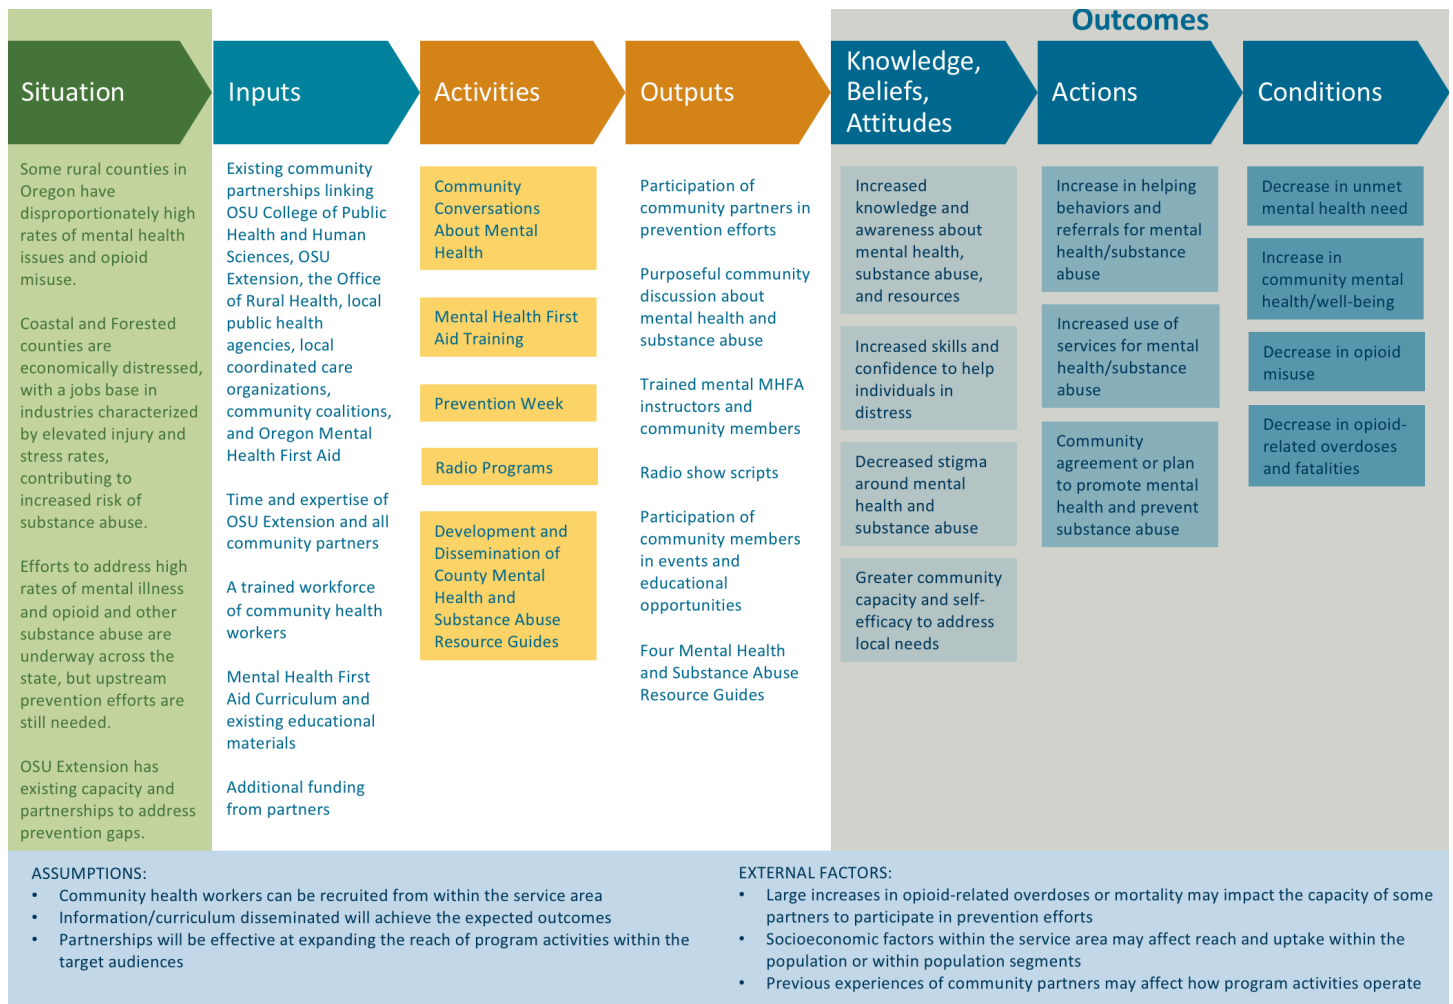 Outcomes
Situation
Inputs
Activities
Outputs
Knowledge,
Beliefs,
Attitudes
Actions
Conditions
Some rural counties in
Oregon have
disproportionately high
rates of mental health
issues and opioid
misuse.
Coastal and Forested
counties are
economically distressed,
with a jobs base in
industries characterized
by elevated injury and
stress rates,
contributing to
increased risk of
substance abuse.
Efforts to address high
rates of mental illness
and opioid and other
substance abuse are
underway across the
state, but upstream
prevention efforts are
still needed.
OSU Extension has
existing capacity and
partnerships to address
prevention gaps.
Existing community
partnerships linking
OSU College of Public
Health and Human
Sciences, OSU
Extension, the Office
of Rural Health, local
public health
agencies, local
coordinated care
organizations,
community coalitions,
and Oregon Mental
Health First Aid
Time and expertise of
OSU Extension and all
community partners
A trained workforce
of community health
workers
Mental Health First
Aid Curriculum and
existing educational
materials
Additional funding
from partners
Community
Conversations
About Mental
Health
Mental Health First
Aid Training
Prevention Week
Radio Programs
Development and
Dissemination of
County Mental
Health and
Substance Abuse
Resource Guides
Participation of
community partners in
prevention efforts
Purposeful community
discussion about
mental health and
substance abuse
Trained mental MHFA
instructors and
community members
Radio show scripts
Participation of
community members
in events and
educational
opportunities
Four Mental Health
and Substance Abuse
Resource Guides
Increased
knowledge and
awareness about
mental health,
substance abuse,
and resources
Increased skills and
confidence to help
individuals in
distress
Decreased stigma
around mental
health and
substance abuse
Greater community
capacity and self-
efficacy to address
local needs
Increase in helping
behaviors and
referrals for mental
health/substance
abuse
Increased use of
services for mental
health/substance
abuse
Community
agreement or plan
to promote mental
health and prevent
substance abuse
Decrease in unmet
mental health need
Increase in
community mental
health/well-being
Decrease in opioid
misuse
Decrease in opioid-
related overdoses
and fatalities
ASSUMPTIONS:
• Community health workers can be recruited from within the service area
• Information/curriculum disseminated will achieve the expected outcomes
• Partnerships will be effective at expanding the reach of program activities within the
target audiences
EXTERNAL FACTORS:
• Large increases in opioid-related overdoses or mortality may impact the capacity of some
partners to participate in prevention efforts
• Socioeconomic factors within the service area may affect reach and uptake within the
population or within population segments
• Previous experiences of community partners may affect how program activities operate